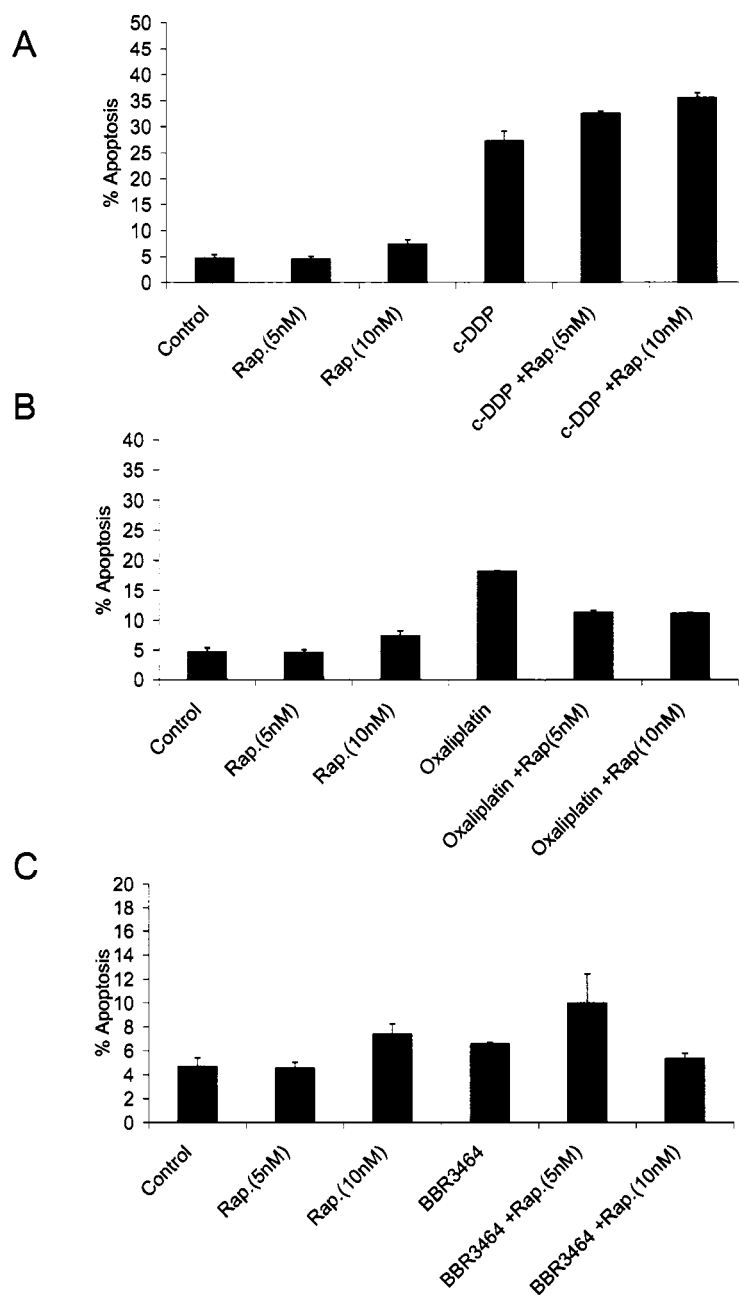 A
% Apoptosis
50
45
40
35
30
25
20
15
10
5
0
Control
Rap.(5nM)
Rap.(10nM)
c-DDP
c-DDP +Rap.(5nM)
c-DDP +Rap.(10nM)
B
% Apoptosis
40
35
30
25
20
15
10
5
0
Control
Rap.(5nM)
Rap.(10nM)
Oxaliplatin
Oxaliplatin +Rap(5nM)
Oxaliplatin +Rap(10nM)
C
% Apoptosis
20
18
16
14
12
10
8
6
4
2
0
Control
Rap.(5nM)
Rap.(10nM)
BBR3464
BBR3464 +Rap.(5nM)
BBR3464 +Rap.(10nM)